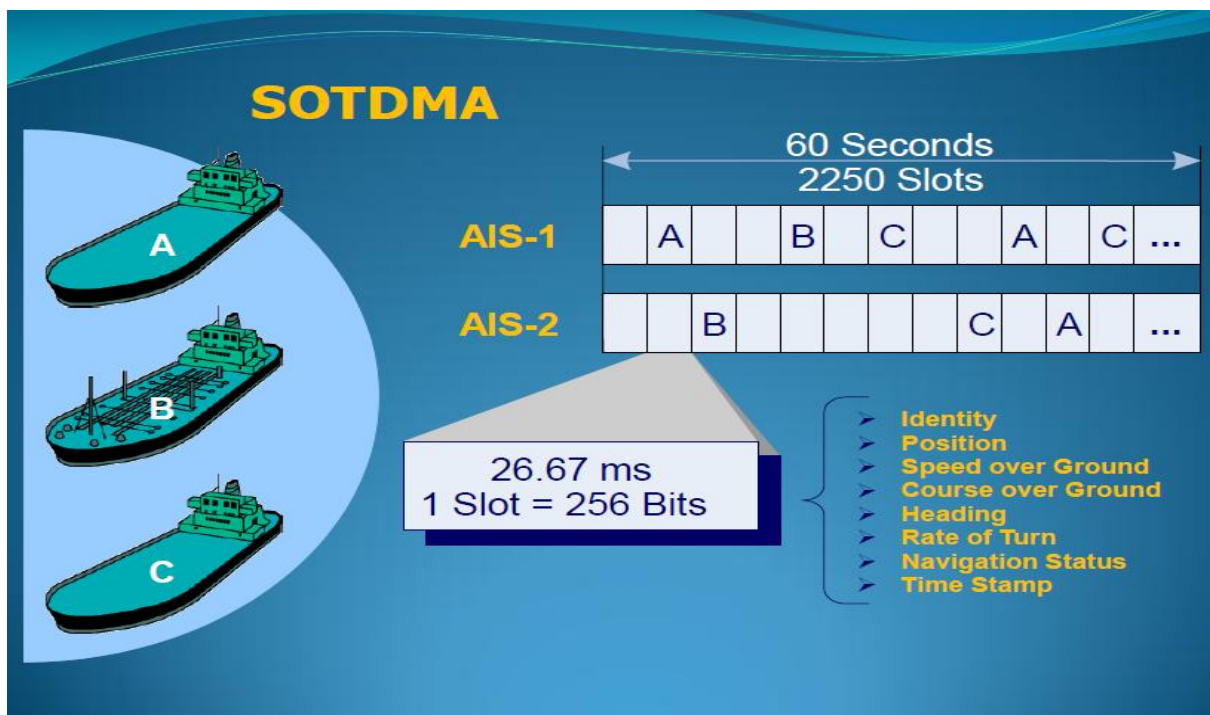 SOTDMA
60 Seconds
2250 Slots
AIS-1 A B C A C ...
AIS-2 B C A ...
A
B
C
26.67 ms
1 Slot = 256 Bits
Identity
Position
Speed over Ground
Course over Ground
Heading
Rate of Turn
Navigation Status
Time Stamp